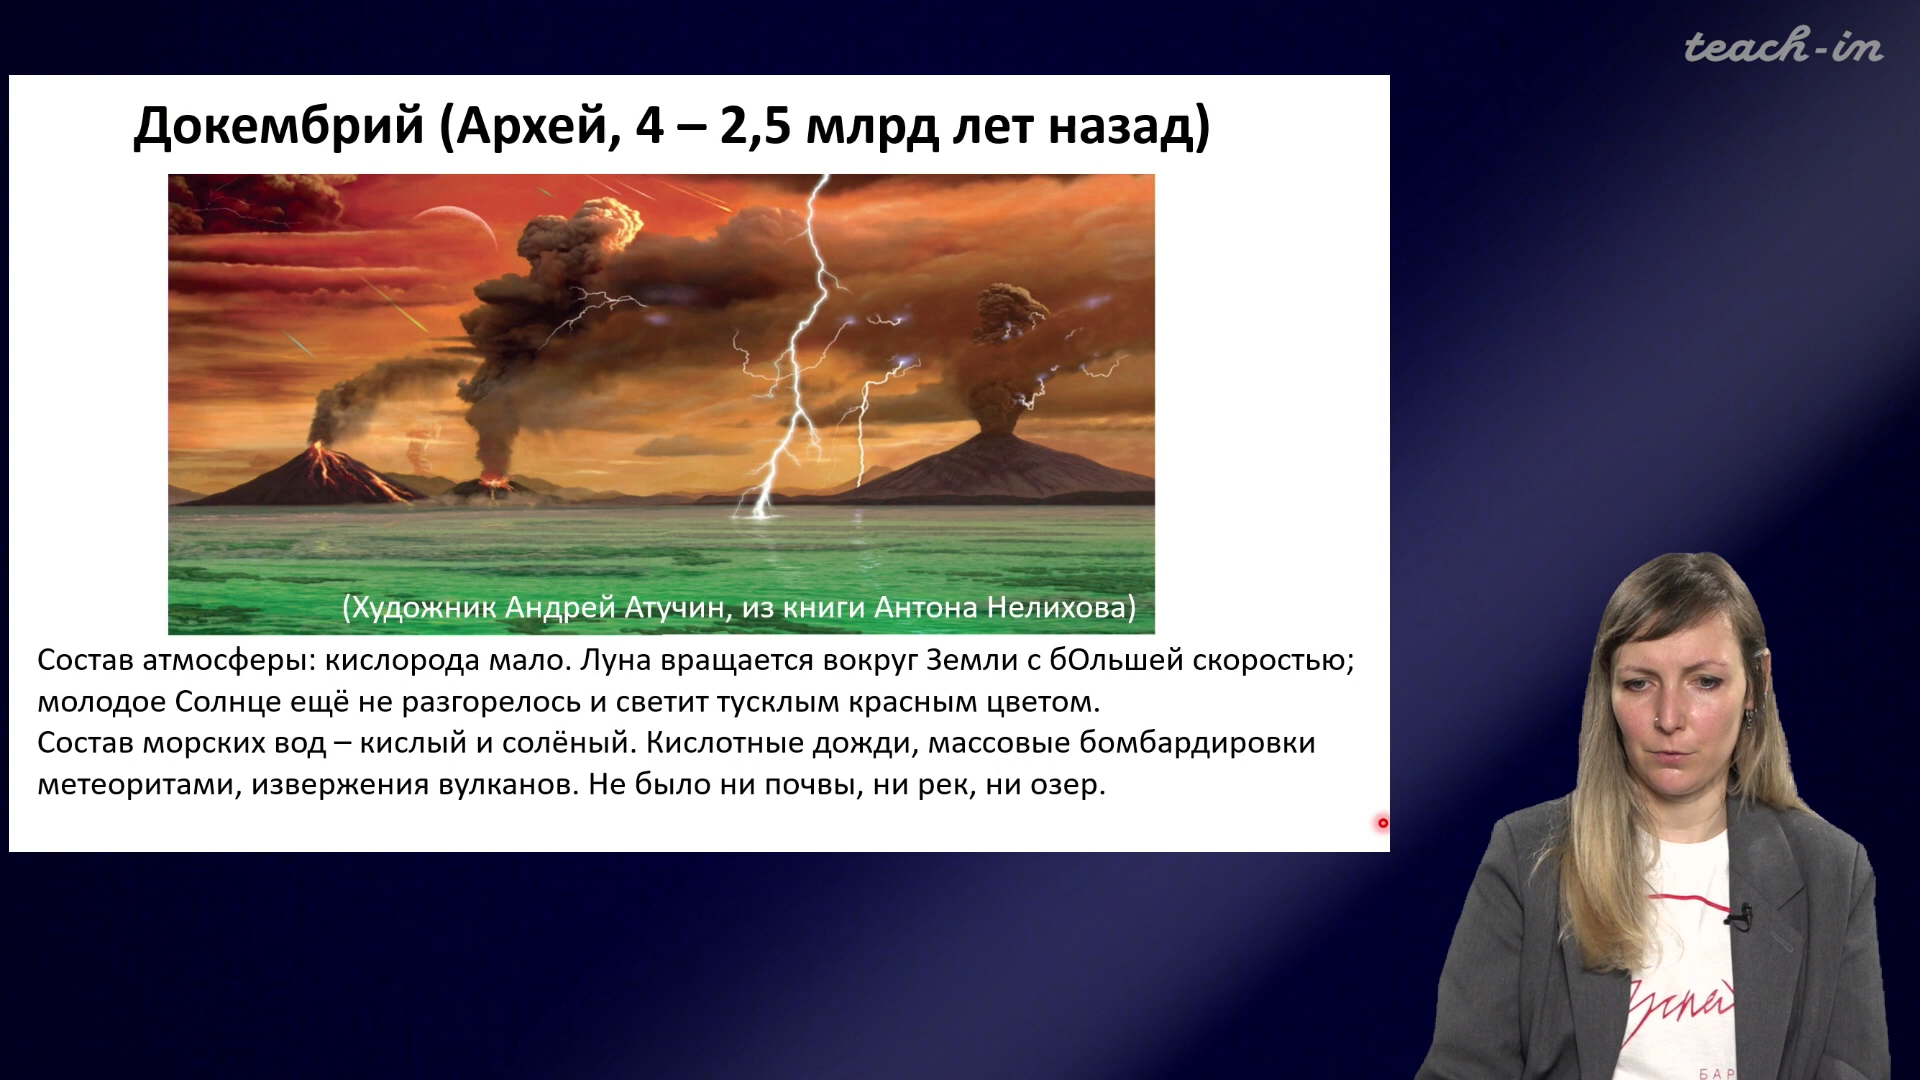 teach-in
Докембрий (Архей, 4 – 2,5 млрд лет назад)
(Художник Андрей Атучин, из книги Антона Нелихова)
Состав атмосферы: кислорода мало. Луна вращается вокруг Земли с бОльшей скоростью;
молодое Солнце ещё не разгорелось и светит тусклым красным цветом.
Состав морских вод – кислый и солёный. Кислотные дожди, массовые бомбардировки
метеоритами, извержения вулканов. Не было ни почвы, ни рек, ни озер.
БАР